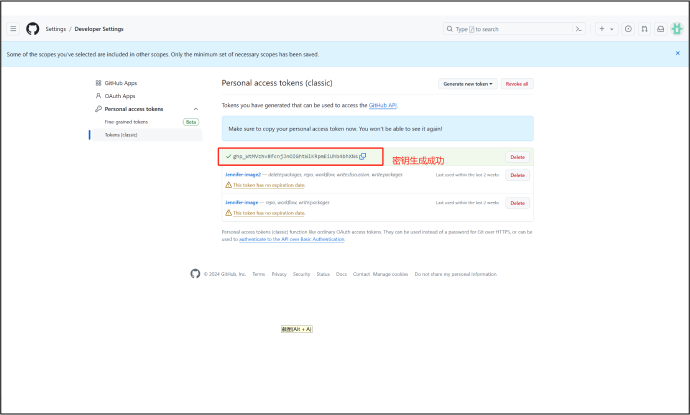 Settings / Developer Settings
Type / to search
Some of the scopes you've selected are included in other scopes. Only the minimum set of necessary scopes has been saved.
GitHub Apps
OAuth Apps
Personal access tokens
Fine-grained tokens Beta
Tokens (classic)
Personal access tokens (classic) Generate new token Revoke all
Tokens you have generated that can be used to access the GitHub API.
Make sure to copy your personal access token now. You won't be able to see it again!
密钥生成成功 Delete
Jennifer-image2 — delete:packages, repo, workflow, write:discussion, write:packages Last used within the last 2 weeks Delete
This token has no expiration date.
Jennifer-image — repo, workflow, write:packages Last used within the last 2 weeks Delete
This token has no expiration date.
Personal access tokens (classic) function like ordinary OAuth access tokens. They can be used instead of a password for Git over HTTPS, or can be
used to authenticate to the API over Basic Authentication.
© 2024 GitHub, Inc. Terms Privacy Security Status Docs Contact Manage cookies Do not share my personal information
截图(Alt + A)